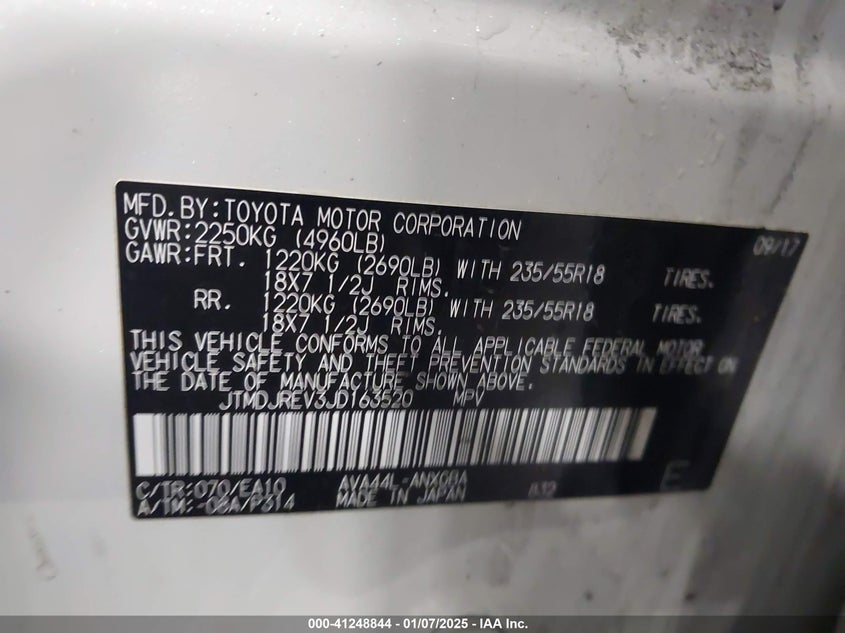 MFD.BY:TOYOTA MOTOR CORPORATION 09/17
GVWR:2250KG (4960LB)
GAWR:FRT. 1220KG (2690LB) WITH 235/55R18 TIRES.
18X7 1/2J RIMS.
RR. 1220KG (2690LB) WITH 235/55R18 TIRES.
18X7 1/2J RIMS.
THIS VEHICLE CONFORMS TO ALL APPLICABLE FEDERAL MOTOR
VEHICLE SAFETY AND THEFT PREVENTION STANDARDS IN EFFECT ON
THE DATE OF MANUFACTURE SHOWN ABOVE.
JTMDJREV3JD163520 MPV
C/TR:070/EA10 AVA44L-ANXGBA 832
A/TM:-08A/P314 MADE IN JAPAN E
000-41248844 | 01/07/2025 - IAA Inc.